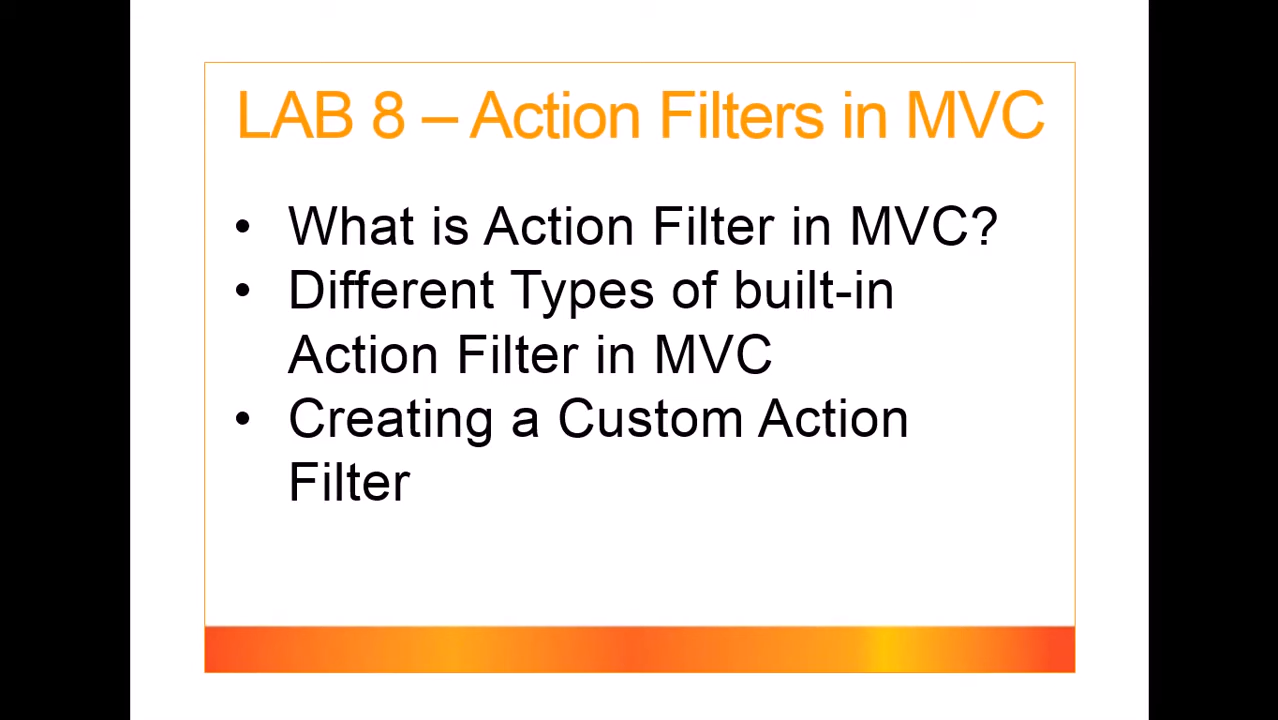 LAB 8 – Action Filters in MVC
• What is Action Filter in MVC?
• Different Types of built-in
Action Filter in MVC
• Creating a Custom Action
Filter